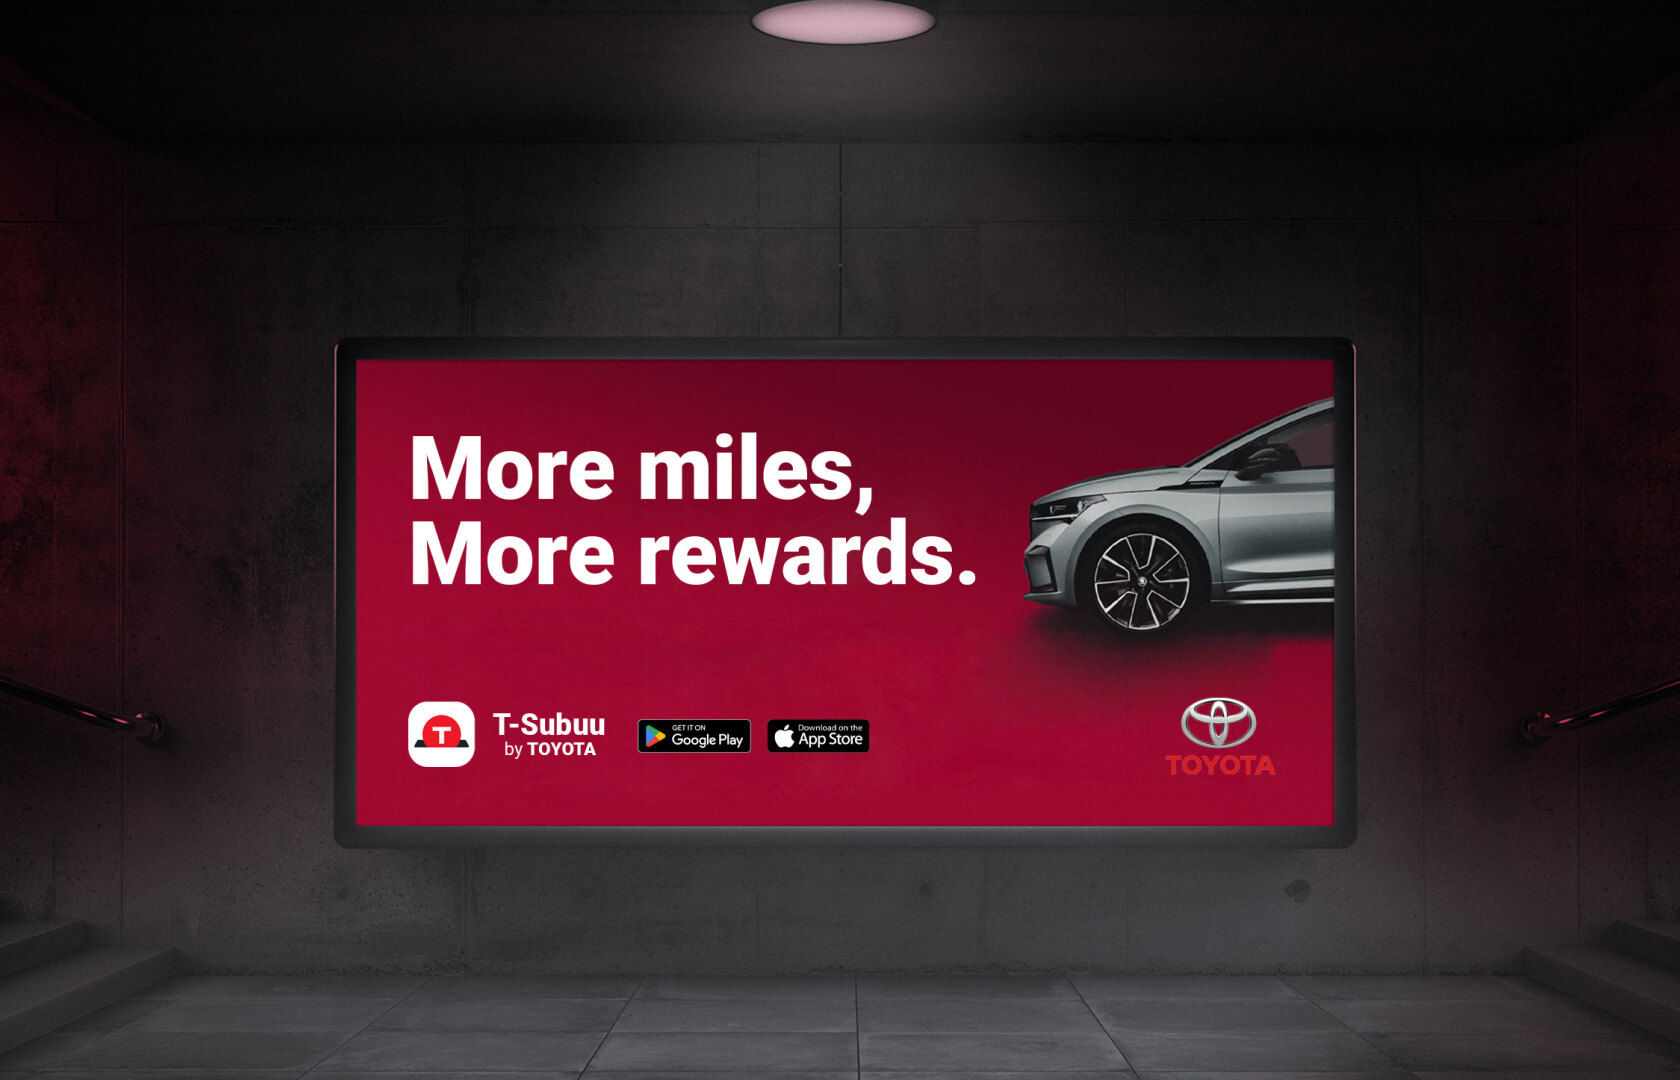 More miles,
More rewards.
T
T-Subuu
by TOYOTA
GET IT ON
Google Play
Download on the
App Store
TOYOTA